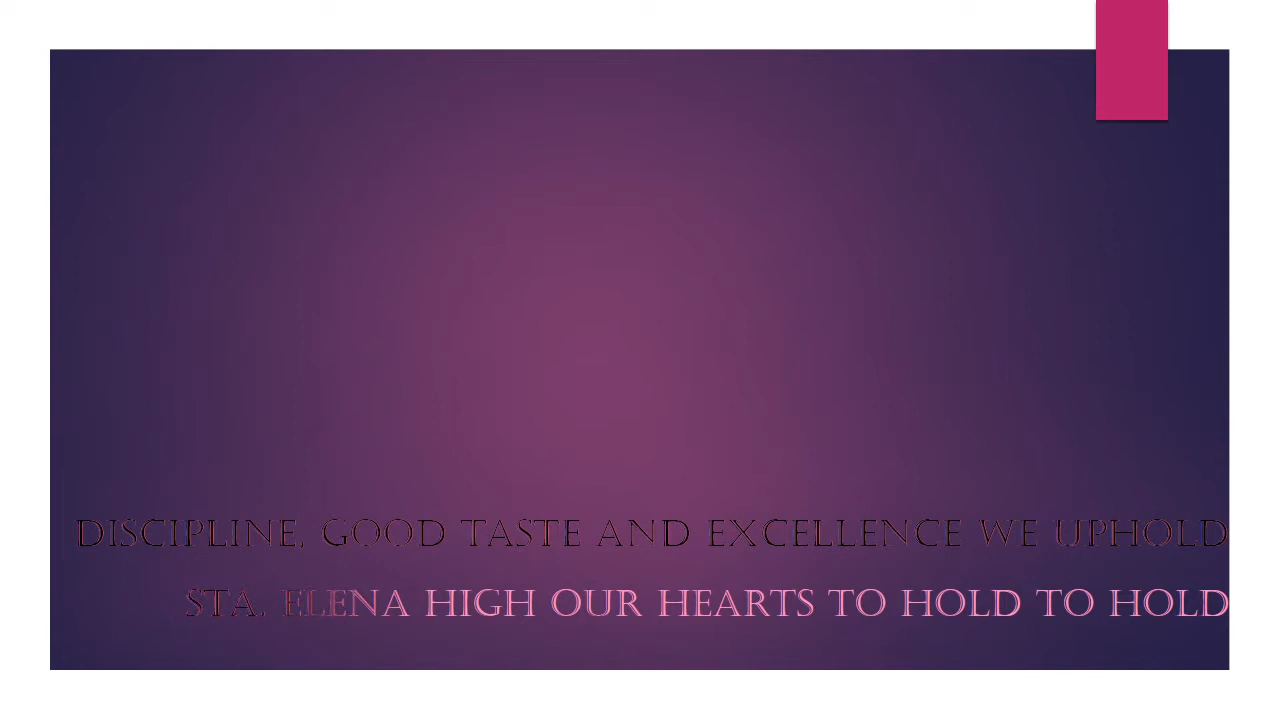 DISCIPLINE, GOOD TASTE AND EXCELLENCE WE UPHOLD
STA. ELENA HIGH OUR HEARTS TO HOLD TO HOLD